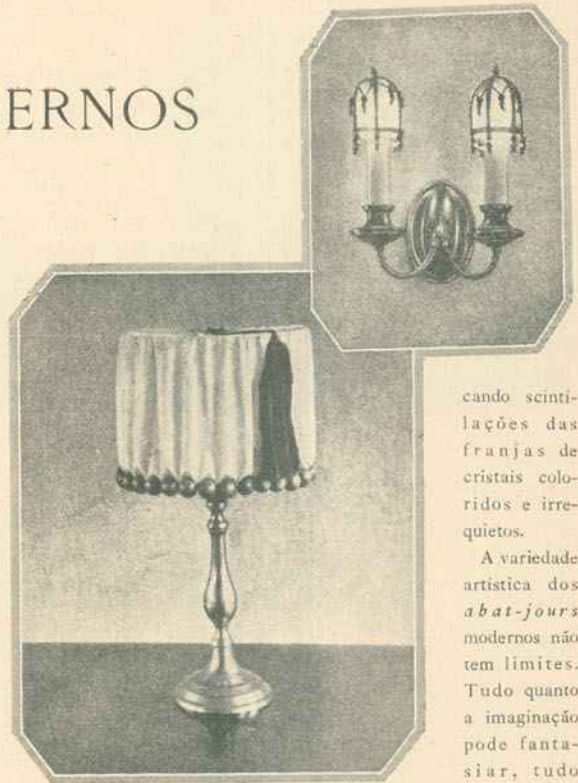 ERNOS
cando scinti-
lações das
franjas de
cristais colo-
ridos e irre-
quietos.
A variedade
artistica dos
abat-jours
modernos não
tem limites.
Tudo quanto
a imaginação
pode fanta-
siar, tudo